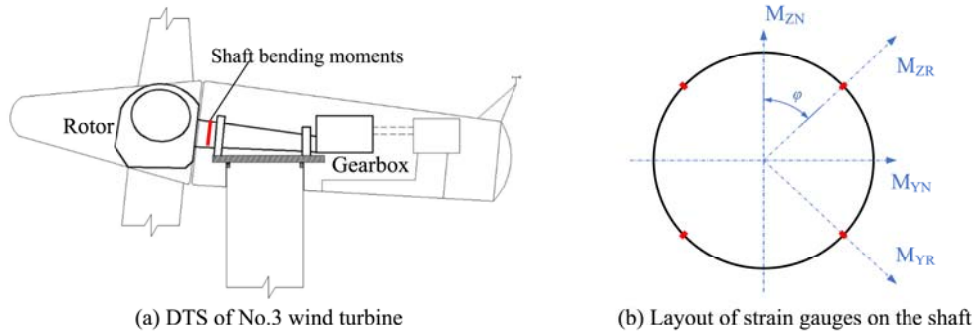 Shaft bending moments
Rotor
Gearbox
(a) DTS of No.3 wind turbine
M_ZN
M_ZR
φ
M_YN
M_YR
(b) Layout of strain gauges on the shaft